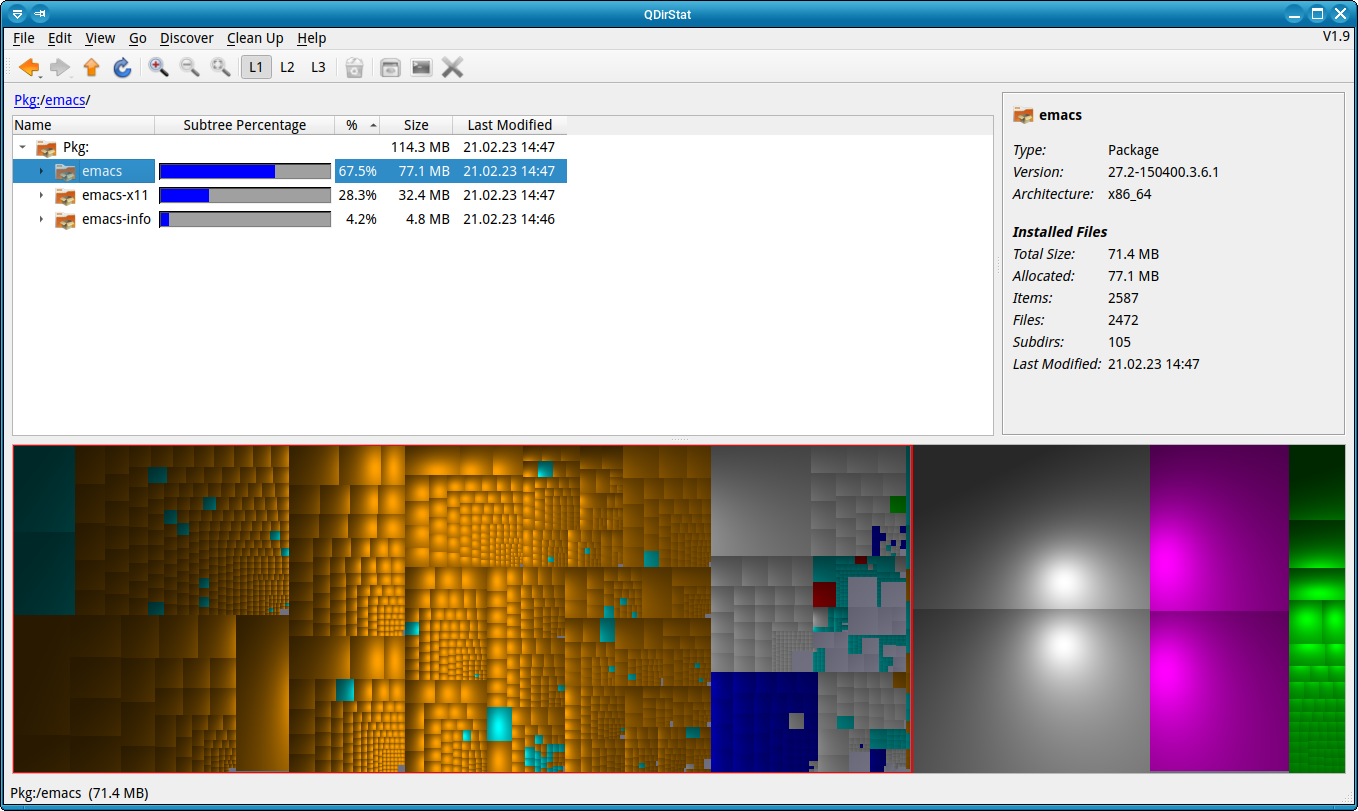 QDirStat
File Edit View Go Discover Clean Up Help V1.9
L1 L2 L3
Pkg:/emacs/
Name Subtree Percentage % Size Last Modified
Pkg: 114.3 MB 21.02.23 14:47
emacs 67.5% 77.1 MB 21.02.23 14:47
emacs-x11 28.3% 32.4 MB 21.02.23 14:47
emacs-info 4.2% 4.8 MB 21.02.23 14:46
emacs
Type: Package
Version: 27.2-150400.3.6.1
Architecture: x86_64
Installed Files
Total Size: 71.4 MB
Allocated: 77.1 MB
Items: 2587
Files: 2472
Subdirs: 105
Last Modified: 21.02.23 14:47
Pkg:/emacs (71.4 MB)